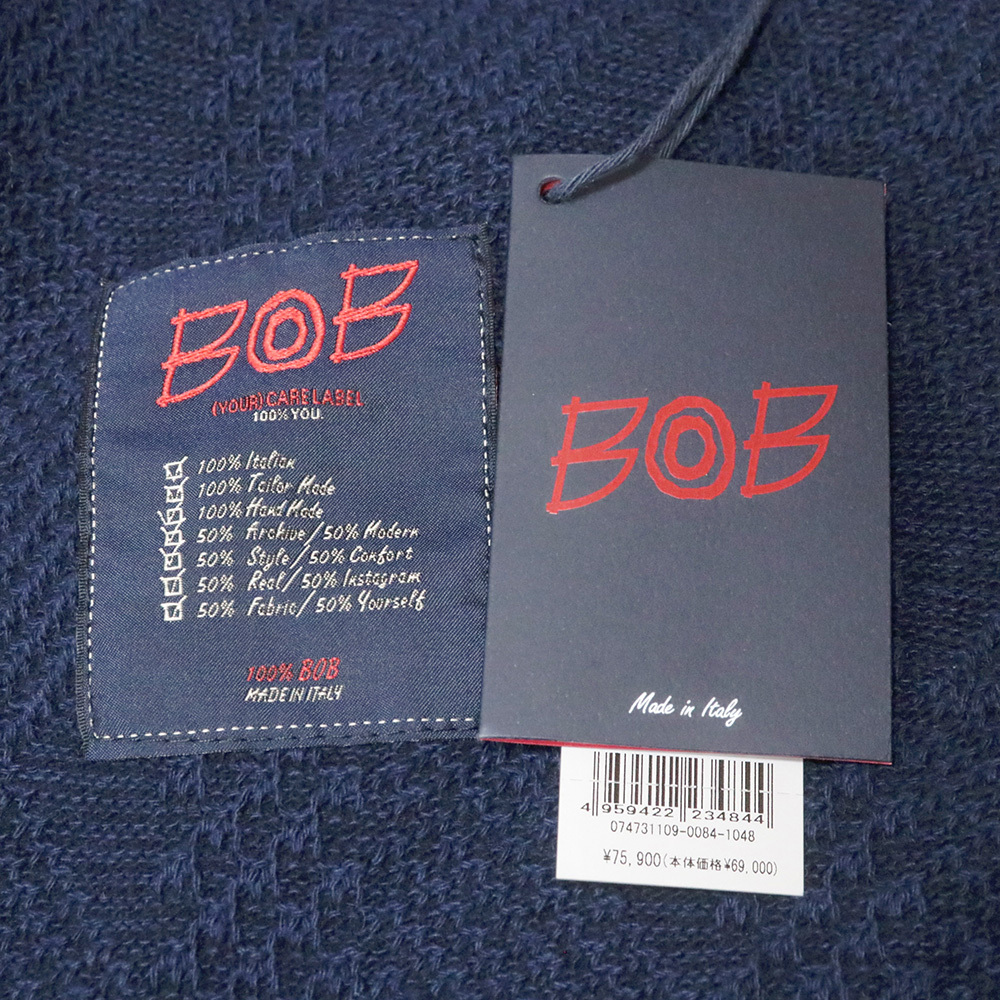 BOB
(YOUR) CARE LABEL
100% YOU.
100% Italian
100% Tailor Made
100% Hand Made
50% Archive / 50% Modern
50% Style / 50% Comfort
50% Real / 50% Instagram
50% Fabric / 50% Yourself
100% BOB
MADE IN ITALY
BOB
Made in Italy
4 959422 234844
074731109-0084-1048
¥75,900(本体価格¥69,000)